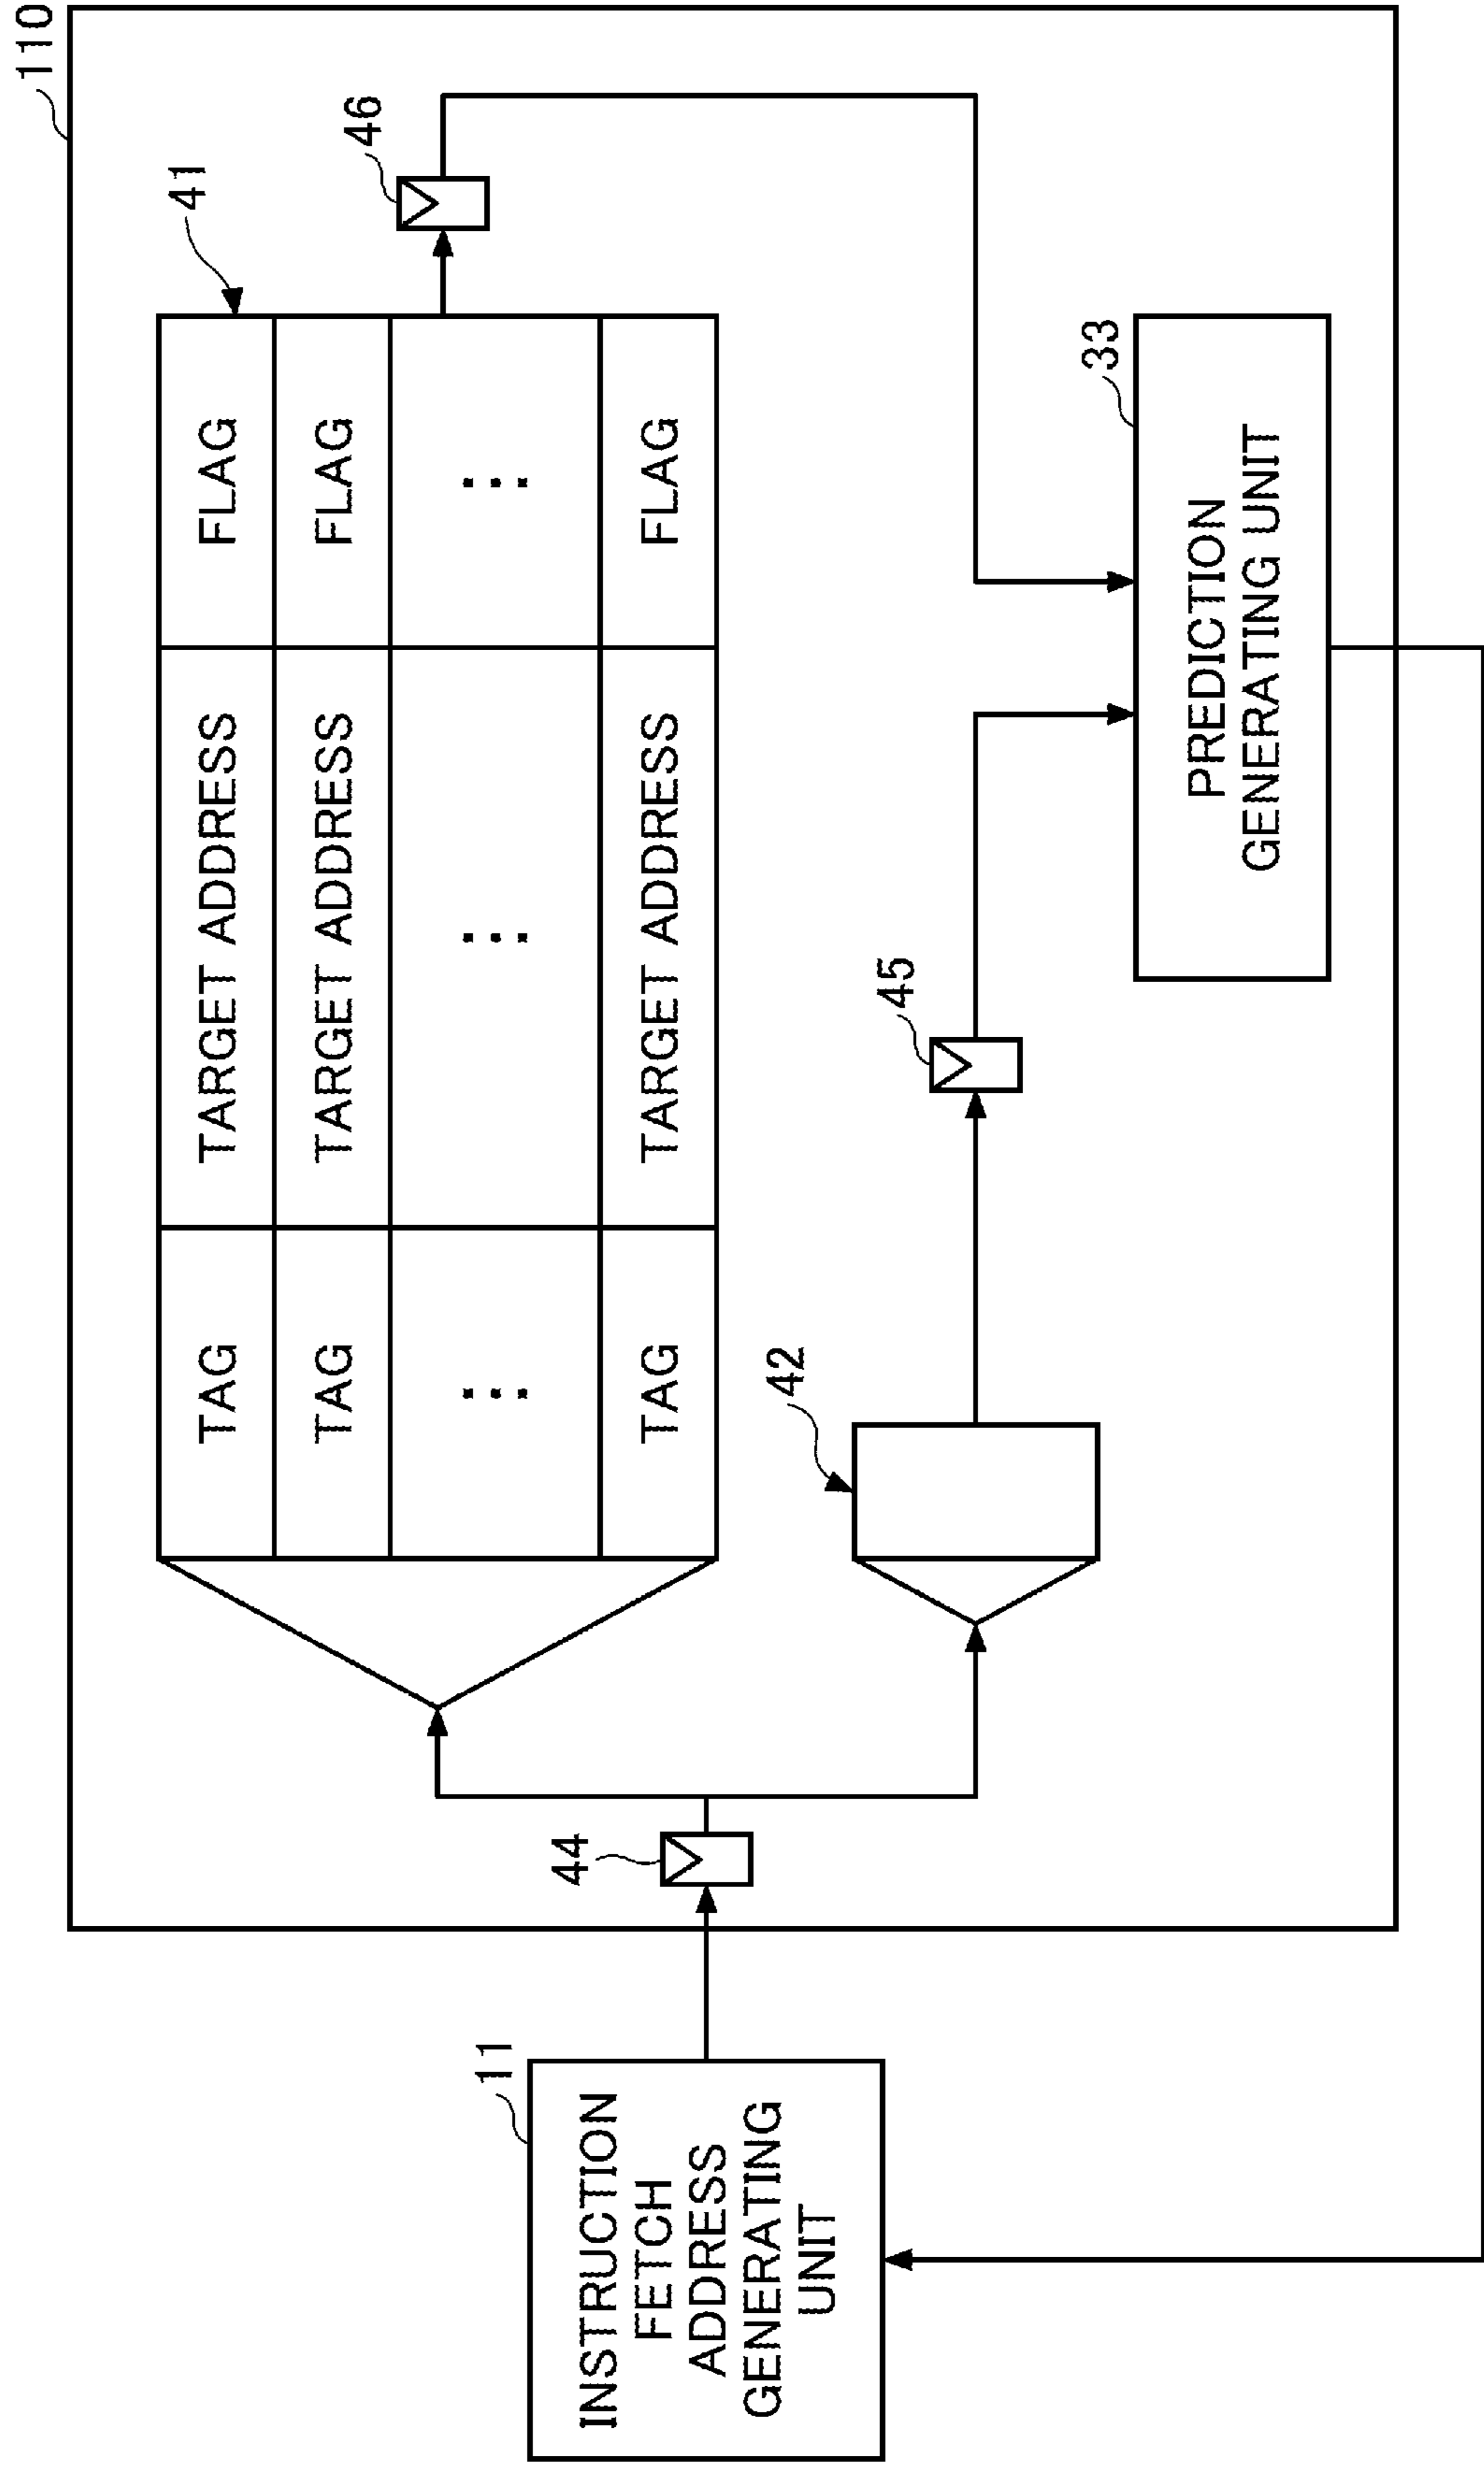 110
41
46
TAG TARGET ADDRESS FLAG
TAG TARGET ADDRESS FLAG
⋮ ⋮ ⋮
TAG TARGET ADDRESS FLAG
11
INSTRUCTION
FETCH
ADDRESS
GENERATING
UNIT
44
42
45
33
PREDICTION
GENERATING UNIT